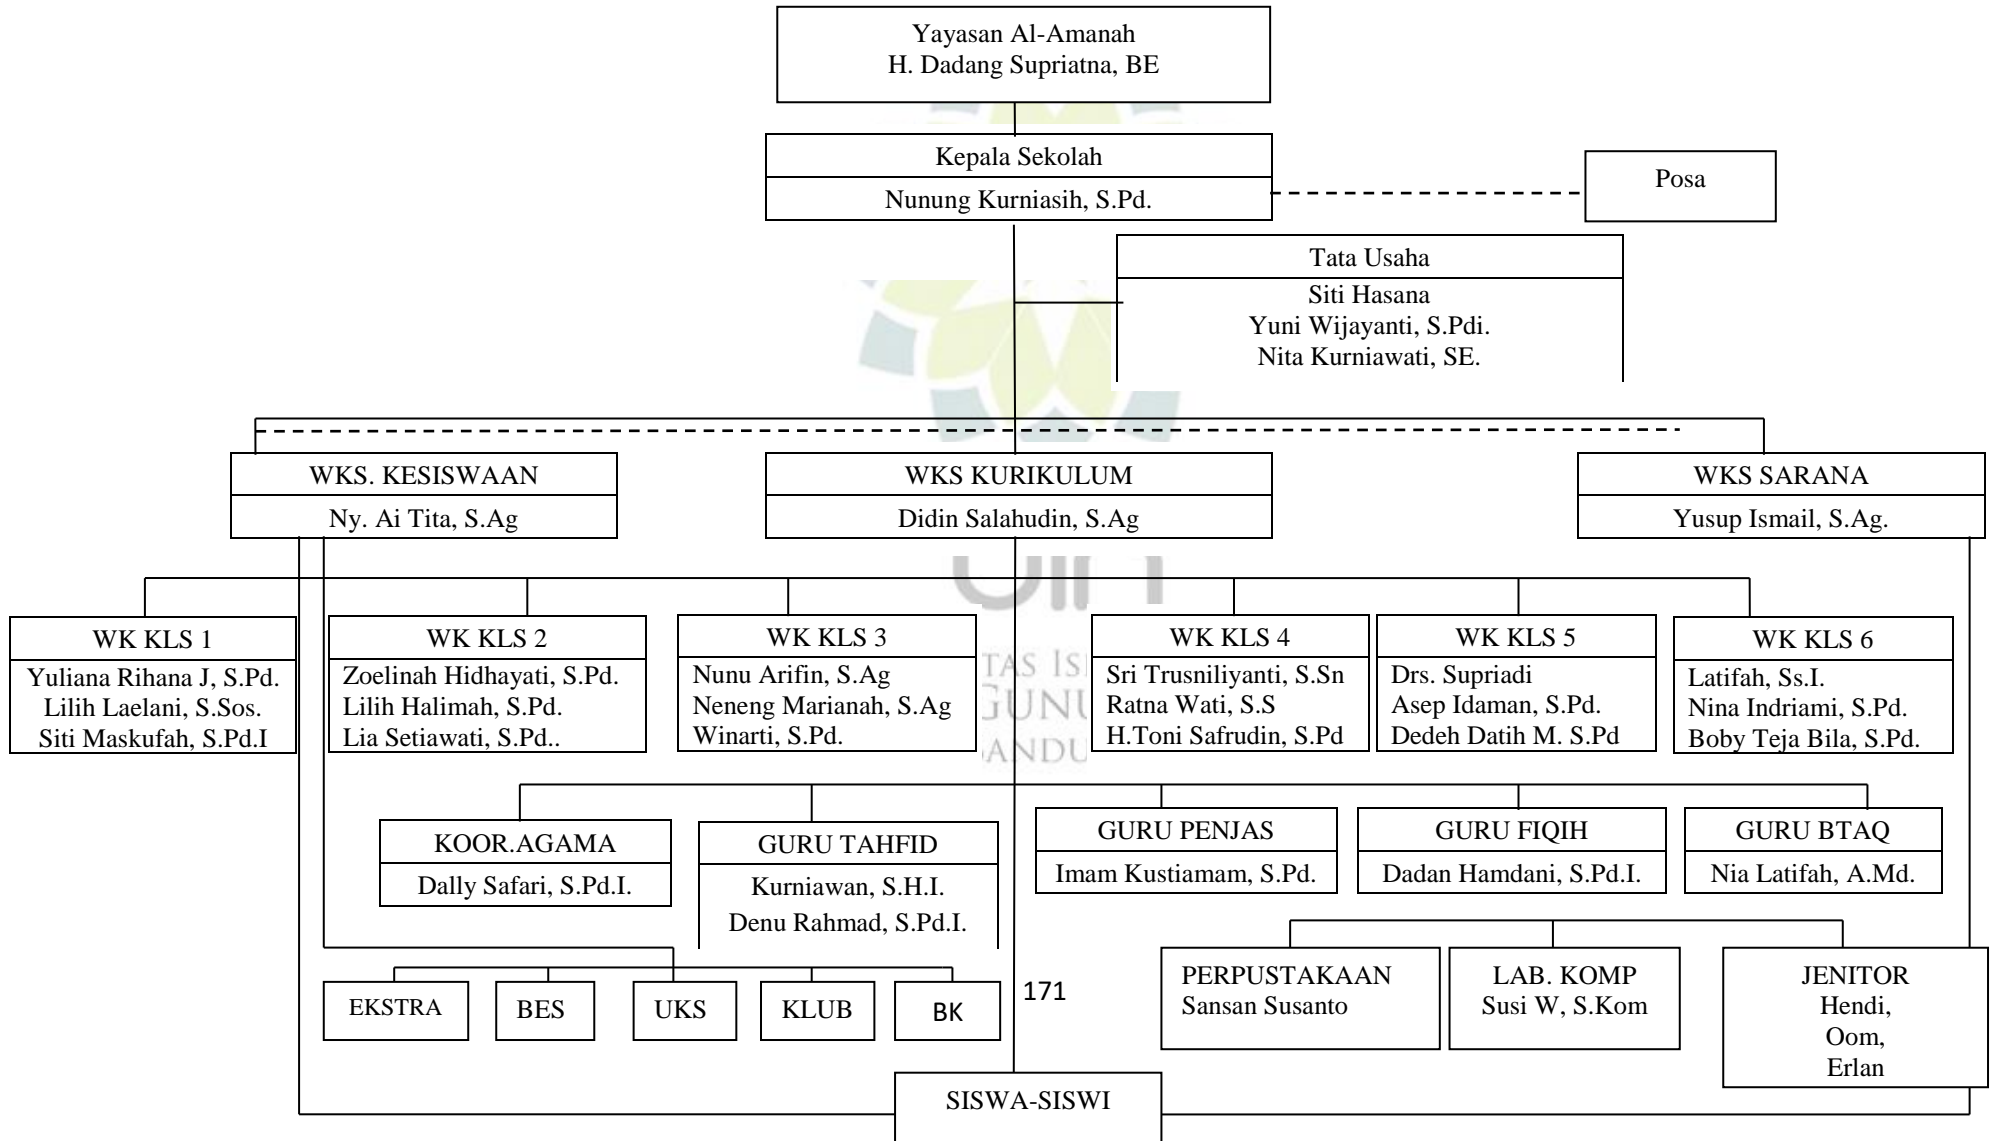 Yayasan Al-Amanah
H. Dadang Supriatna, BE
Kepala Sekolah
Nunung Kurniasih, S.Pd.
Posa
Tata Usaha
Siti Hasana
Yuni Wijayanti, S.Pdi.
Nita Kurniawati, SE.
WKS. KESISWAAN
Ny. Ai Tita, S.Ag
WKS KURIKULUM
Didin Salahudin, S.Ag
WKS SARANA
Yusup Ismail, S.Ag.
WK KLS 1
Yuliana Rihana J, S.Pd.
Lilih Laelani, S.Sos.
Siti Maskufah, S.Pd.I
WK KLS 2
Zoelinah Hidhayati, S.Pd.
Lilih Halimah, S.Pd.
Lia Setiawati, S.Pd..
WK KLS 3
Nunu Arifin, S.Ag
Neneng Marianah, S.Ag
Winarti, S.Pd.
WK KLS 4
Sri Trusniliyanti, S.Sn
Ratna Wati, S.S
H.Toni Safrudin, S.Pd
WK KLS 5
Drs. Supriadi
Asep Idaman, S.Pd.
Dedeh Datih M. S.Pd
WK KLS 6
Latifah, Ss.I.
Nina Indriami, S.Pd.
Boby Teja Bila, S.Pd.
KOOR.AGAMA
Dally Safari, S.Pd.I.
GURU TAHFID
Kurniawan, S.H.I.
Denu Rahmad, S.Pd.I.
GURU PENJAS
Imam Kustiamam, S.Pd.
GURU FIQIH
Dadan Hamdani, S.Pd.I.
GURU BTAQ
Nia Latifah, A.Md.
EKSTRA
BES
UKS
KLUB
BK
171
PERPUSTAKAAN
Sansan Susanto
LAB. KOMP
Susi W, S.Kom
JENITOR
Hendi,
Oom,
Erlan
SISWA-SISWI